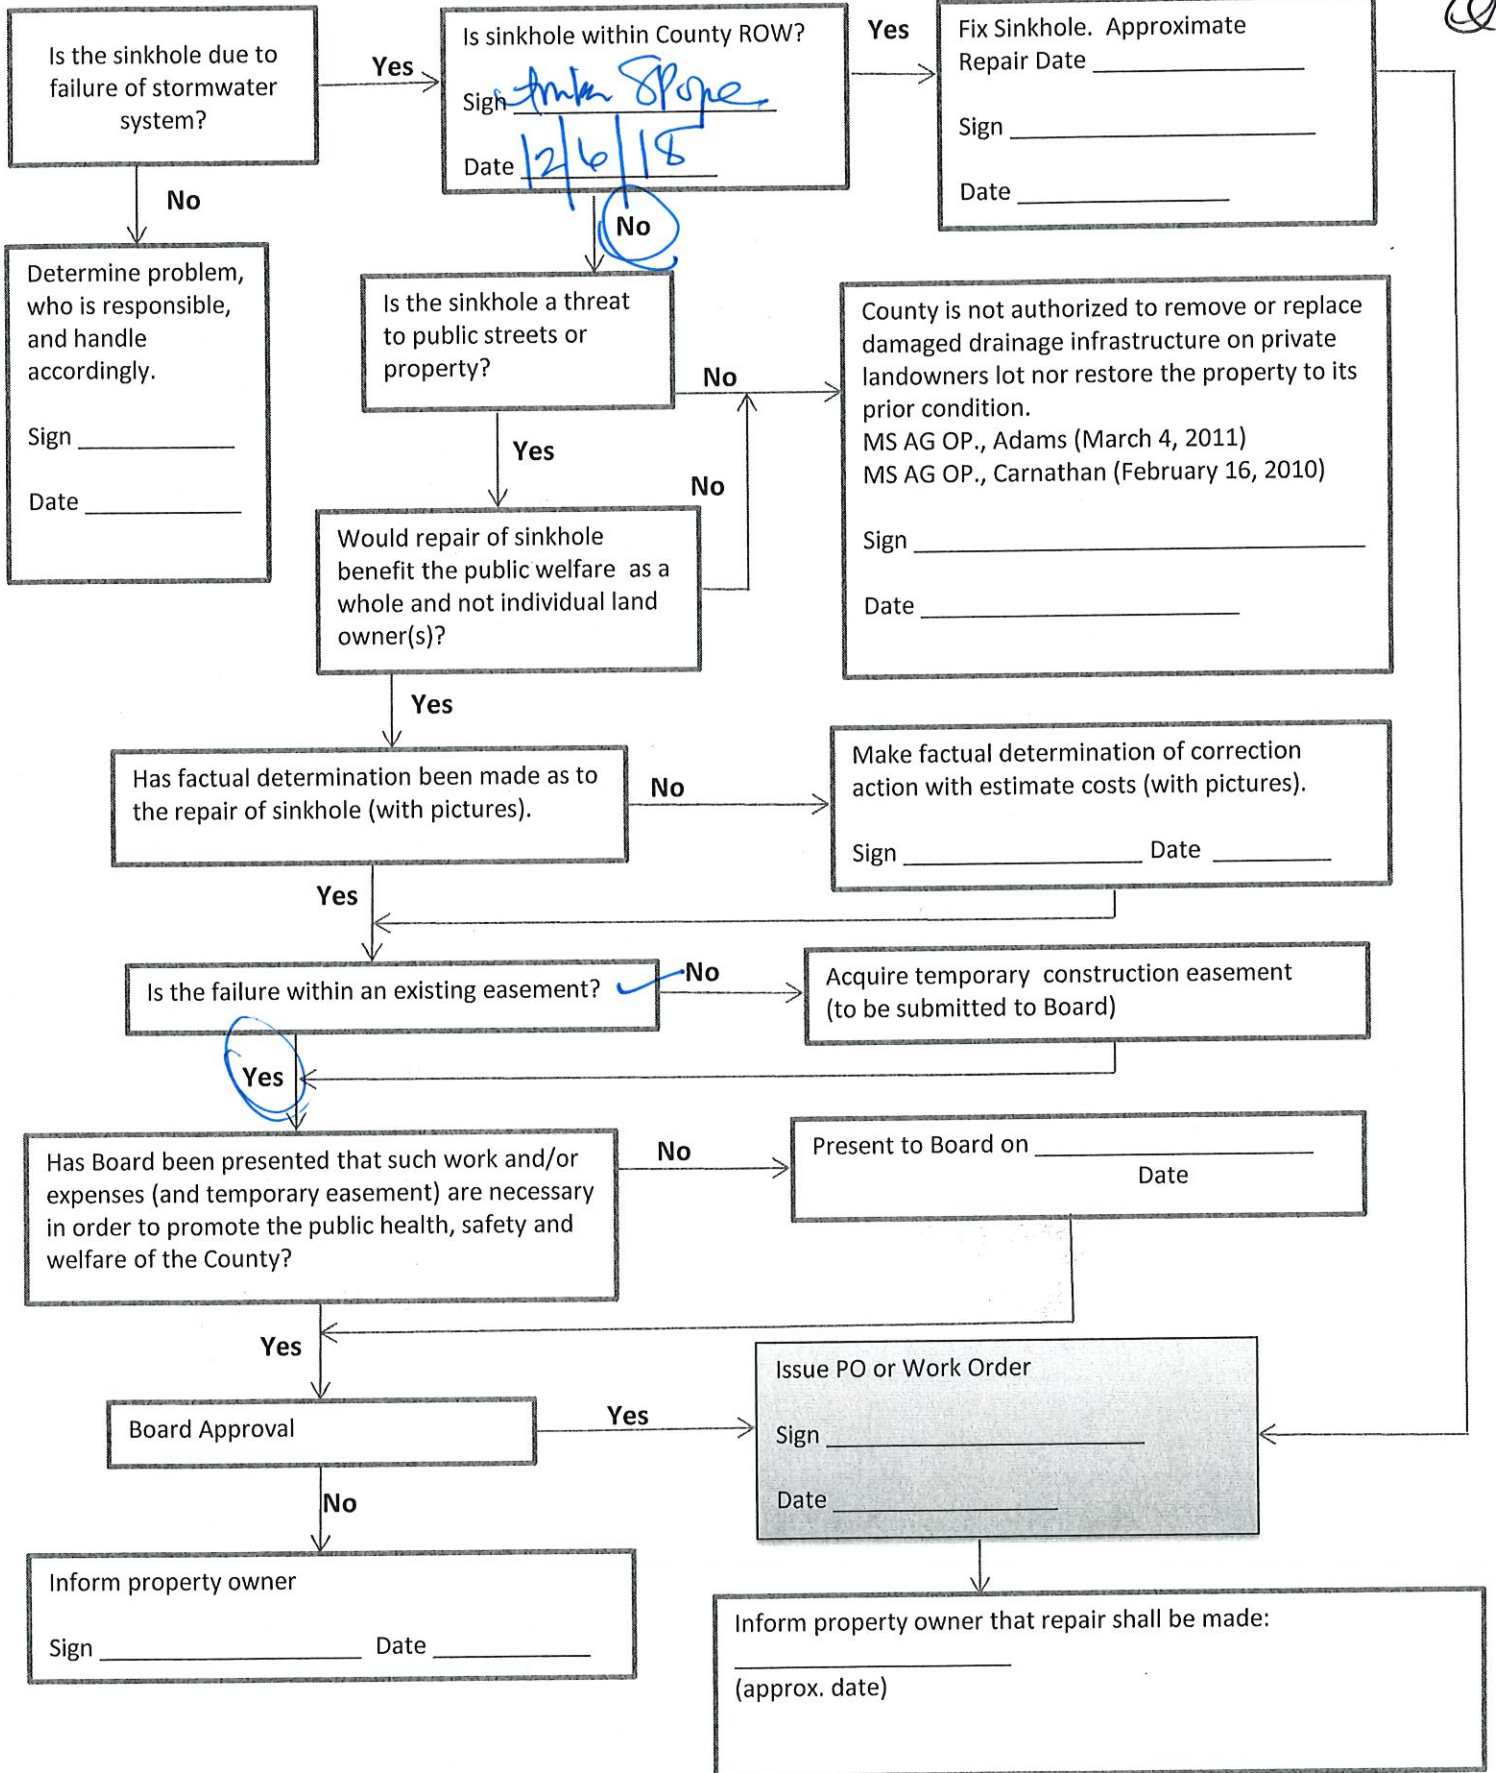 Is the sinkhole due to
failure of stormwater
system?
Yes
No
Is sinkhole within County ROW?
Sign Spope
Date 12/6/18
Yes
No
Fix Sinkhole. Approximate
Repair Date
Sign
Date
Determine problem,
who is responsible,
and handle
accordingly.
Sign
Date
Is the sinkhole a threat
to public streets or
property?
No
Yes
County is not authorized to remove or replace
damaged drainage infrastructure on private
landowners lot nor restore the property to its
prior condition.
MS AG OP., Adams (March 4, 2011)
MS AG OP., Carnathan (February 16, 2010)
Sign
Date
Would repair of sinkhole
benefit the public welfare as a
whole and not individual land
owner(s)?
No
Yes
Has factual determination been made as to
the repair of sinkhole (with pictures).
No
Yes
Make factual determination of correction
action with estimate costs (with pictures).
Sign Date
Is the failure within an existing easement?
No
Yes
Acquire temporary construction easement
(to be submitted to Board)
Has Board been presented that such work and/or
expenses (and temporary easement) are necessary
in order to promote the public health, safety and
welfare of the County?
No
Yes
Present to Board on
Date
Board Approval
Yes
No
Issue PO or Work Order
Sign
Date
Inform property owner
Sign Date
Inform property owner that repair shall be made:
(approx. date)